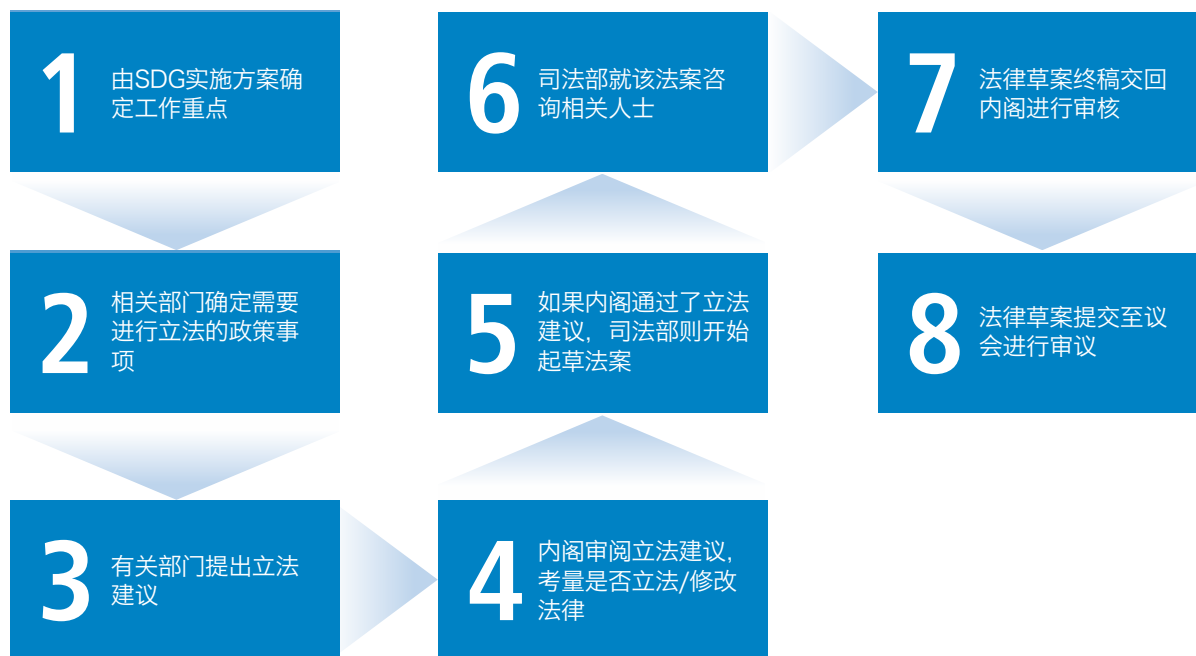 1
由SDG实施方案确
定工作重点
2
相关部门确定需要
进行立法的政策事
项
3
有关部门提出立法
建议
4
内阁审阅立法建议,
考量是否立法/修改
法律
5
如果内阁通过了立法
建议，司法部则开始
起草法案
6
司法部就该法案咨
询相关人士
7
法律草案终稿交回
内阁进行审核
8
法律草案提交至议
会进行审议